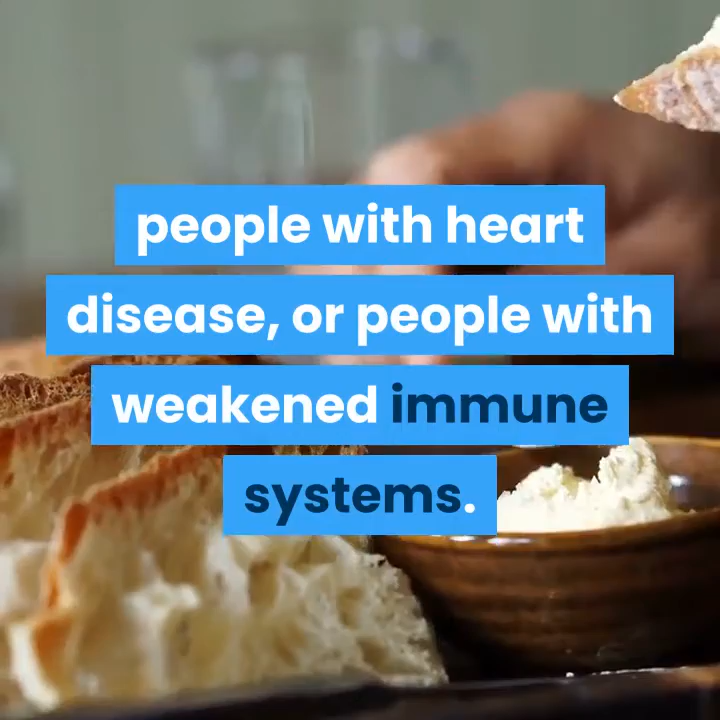 people with heart
disease, or people with
weakened immune
systems.